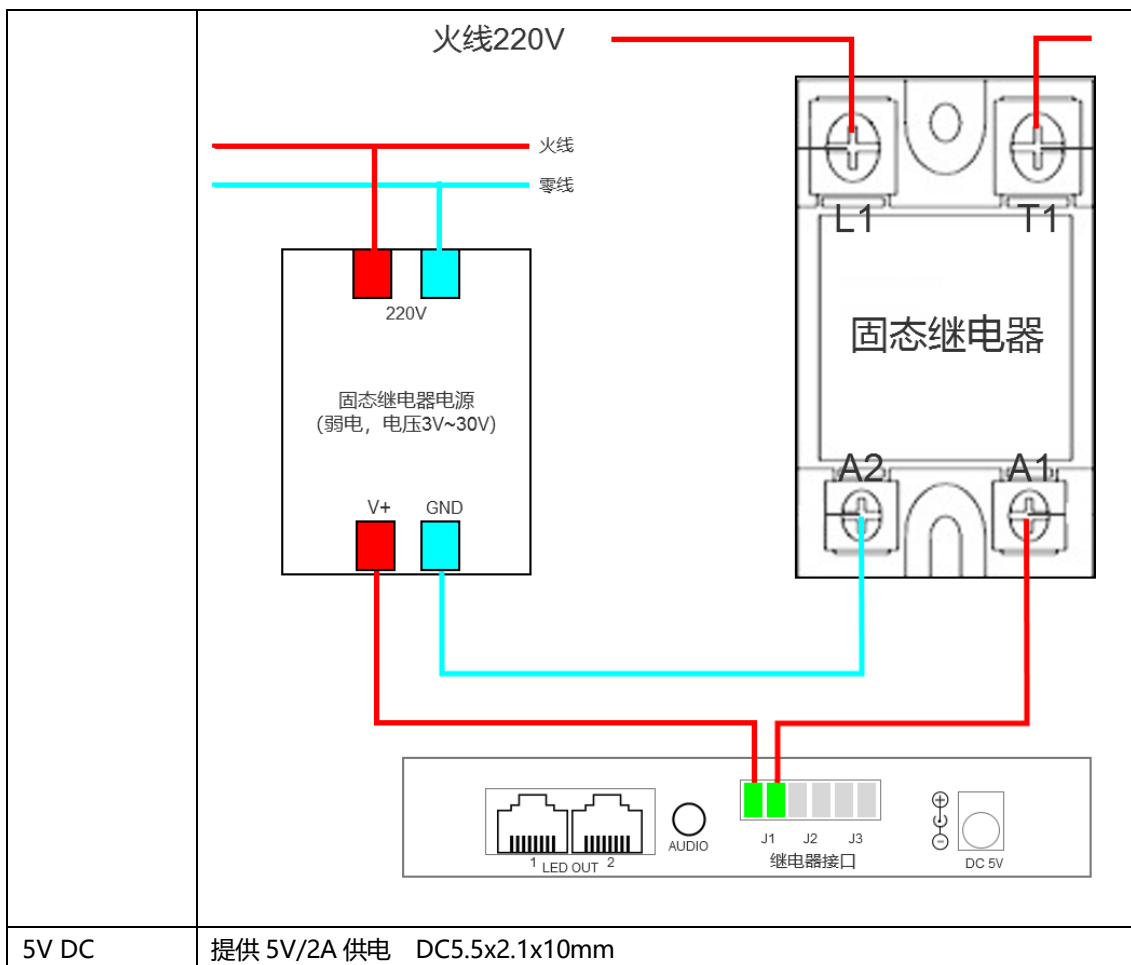 火线220V
火线
零线
L1 T1
220V
固态继电器
固态继电器电源
(弱电，电压3V~30V)
A2 A1
V+ GND
AUDIO
J1 J2 J3
1 LED OUT 2
继电器接口
DC 5V
5V DC 提供 5V/2A 供电 DC5.5x2.1x10mm